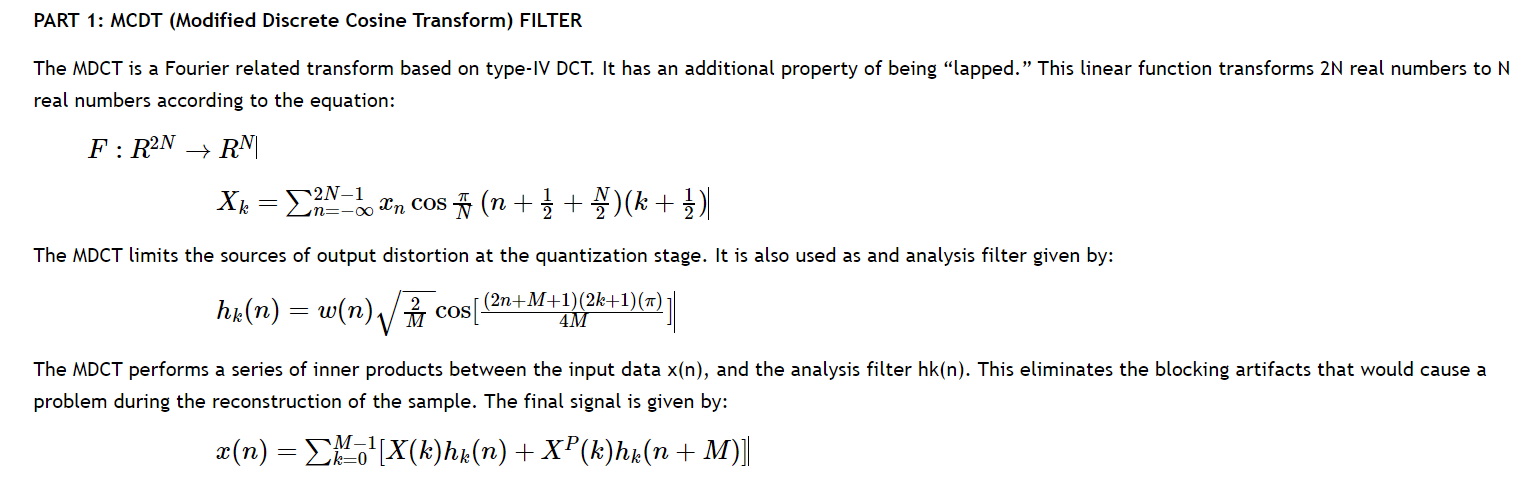 PART 1: MCDT (Modified Discrete Cosine Transform) FILTER
The MDCT is a Fourier related transform based on type-IV DCT. It has an additional property of being “lapped.” This linear function transforms 2N real numbers to N
real numbers according to the equation:
F : R^{2N} → R^N|
X_k = ∑_{n=-∞}^{2N-1} x_n cos \frac{π}{N} (n + \frac{1}{2} + \frac{N}{2})(k + \frac{1}{2})|
The MDCT limits the sources of output distortion at the quantization stage. It is also used as and analysis filter given by:
h_k(n) = w(n)\sqrt{\frac{2}{M}} cos[\frac{(2n+M+1)(2k+1)(π)}{4M}]|
The MDCT performs a series of inner products between the input data x(n), and the analysis filter hk(n). This eliminates the blocking artifacts that would cause a
problem during the reconstruction of the sample. The final signal is given by:
x(n) = ∑_{k=0}^{M-1}[X(k)h_k(n) + X^P(k)h_k(n + M)]|